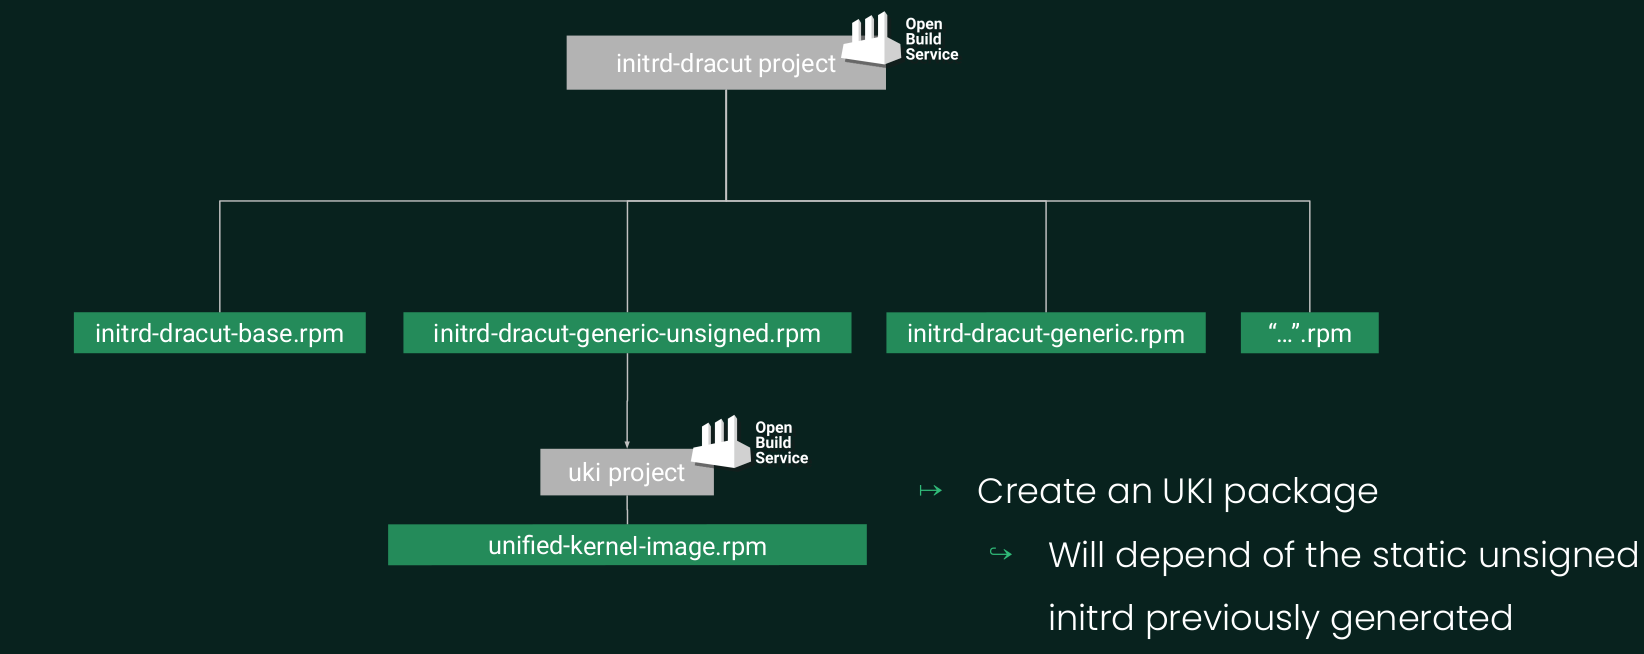 Open
Build
Service
initrd-dracut project
initrd-dracut-base.rpm
initrd-dracut-generic-unsigned.rpm
initrd-dracut-generic.rpm
“...”.rpm
Open
Build
Service
uki project
unified-kernel-image.rpm
Create an UKI package
Will depend of the static unsigned
initrd previously generated